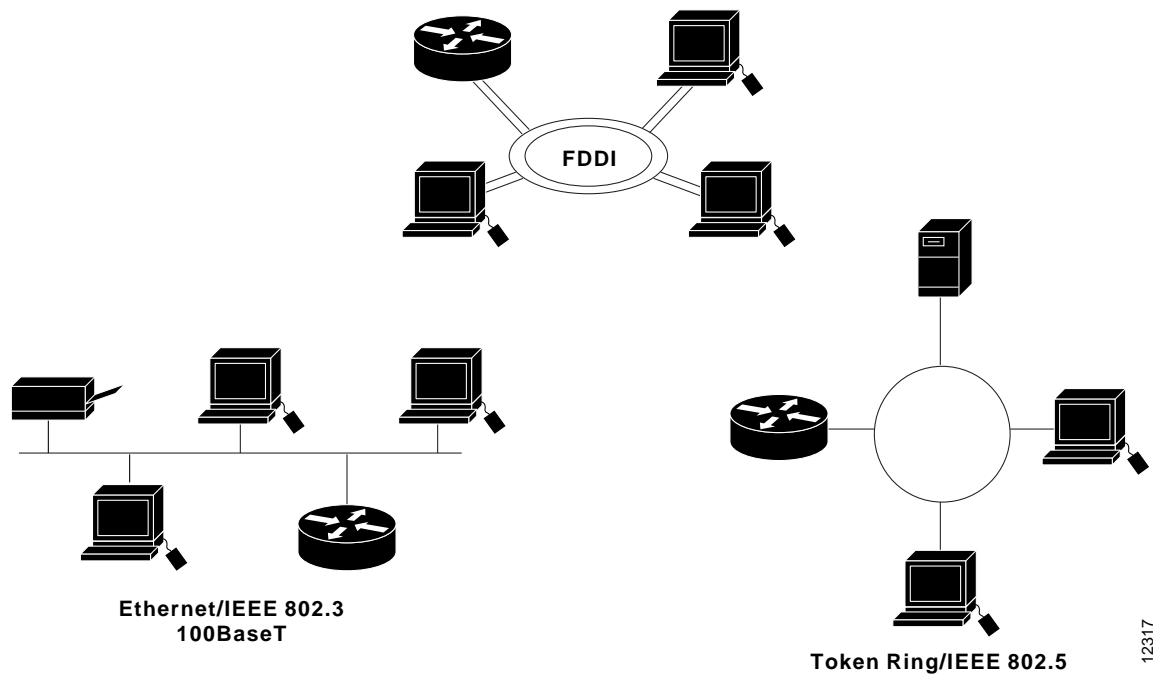 FDDI
Ethernet/IEEE 802.3
100BaseT
Token Ring/IEEE 802.5
12317